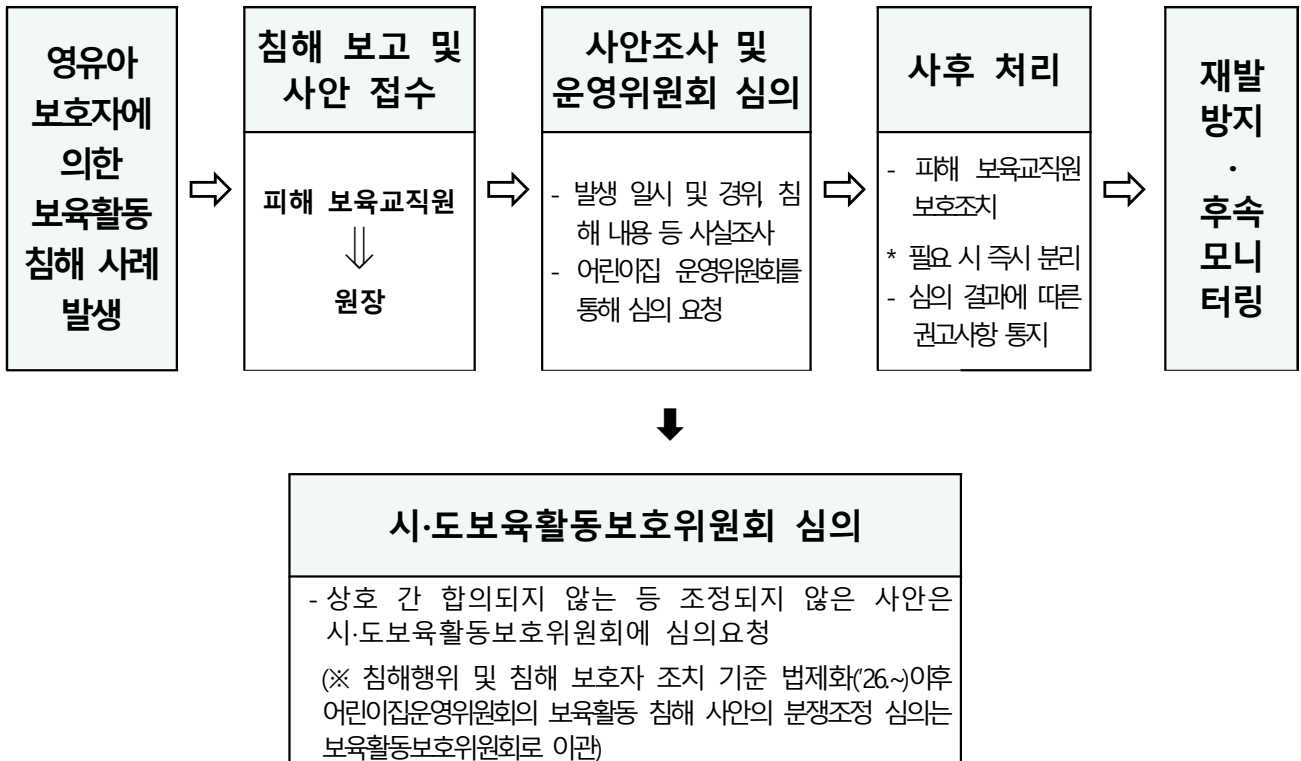 영유아
보호자에
의한
보육활동
침해 사례
발생
침해 보고 및
사안 접수
피해 보육교직원
원장
사안조사 및
운영위원회 심의
- 발생 일시 및 경위, 침
해 내용 등 사실조사
- 어린이집 운영위원회를
통해 심의 요청
사후 처리
- 피해 보육교직원
보호조치
* 필요 시 즉시 분리
- 심의 결과에 따른
권고사항 통지
재발
방지
·
후속
모니
터링
시·도보육활동보호위원회 심의
- 상호 간 합의되지 않는 등 조정되지 않은 사안은
시·도보육활동보호위원회에 심의요청
(※ 침해행위 및 침해 보호자 조치 기준 법제화('26.~)이후
어린이집운영위원회의 보육활동 침해 사안의 분쟁조정 심의는
보육활동보호위원회로 이관)